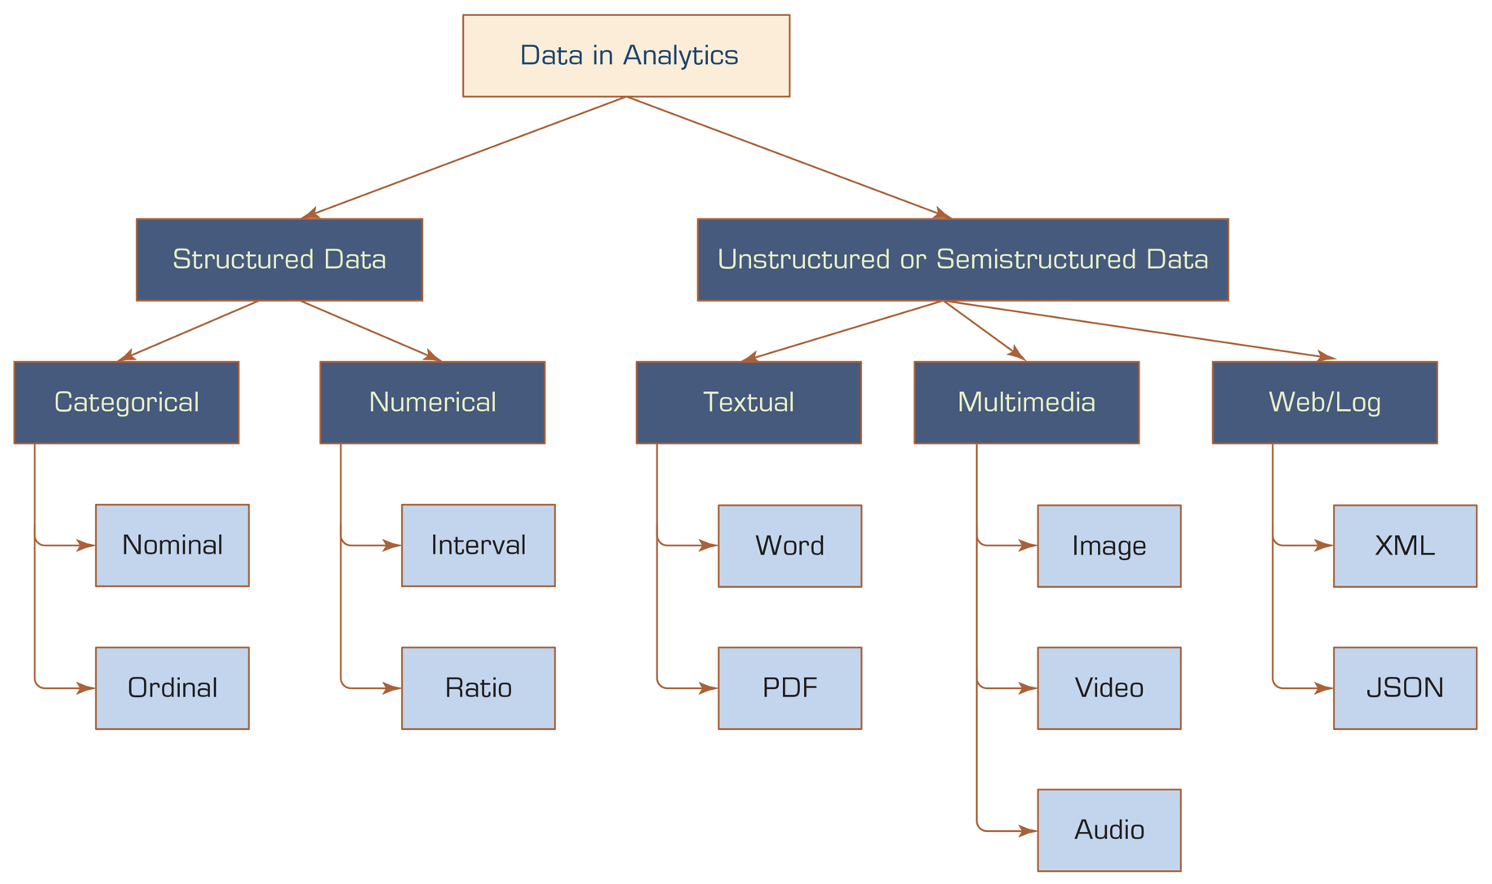 Data in Analytics
Structured Data
Unstructured or Semistructured Data
Categorical
Numerical
Textual
Multimedia
Web/Log
Nominal
Interval
Word
Image
XML
Ordinal
Ratio
PDF
Video
JSON
Audio